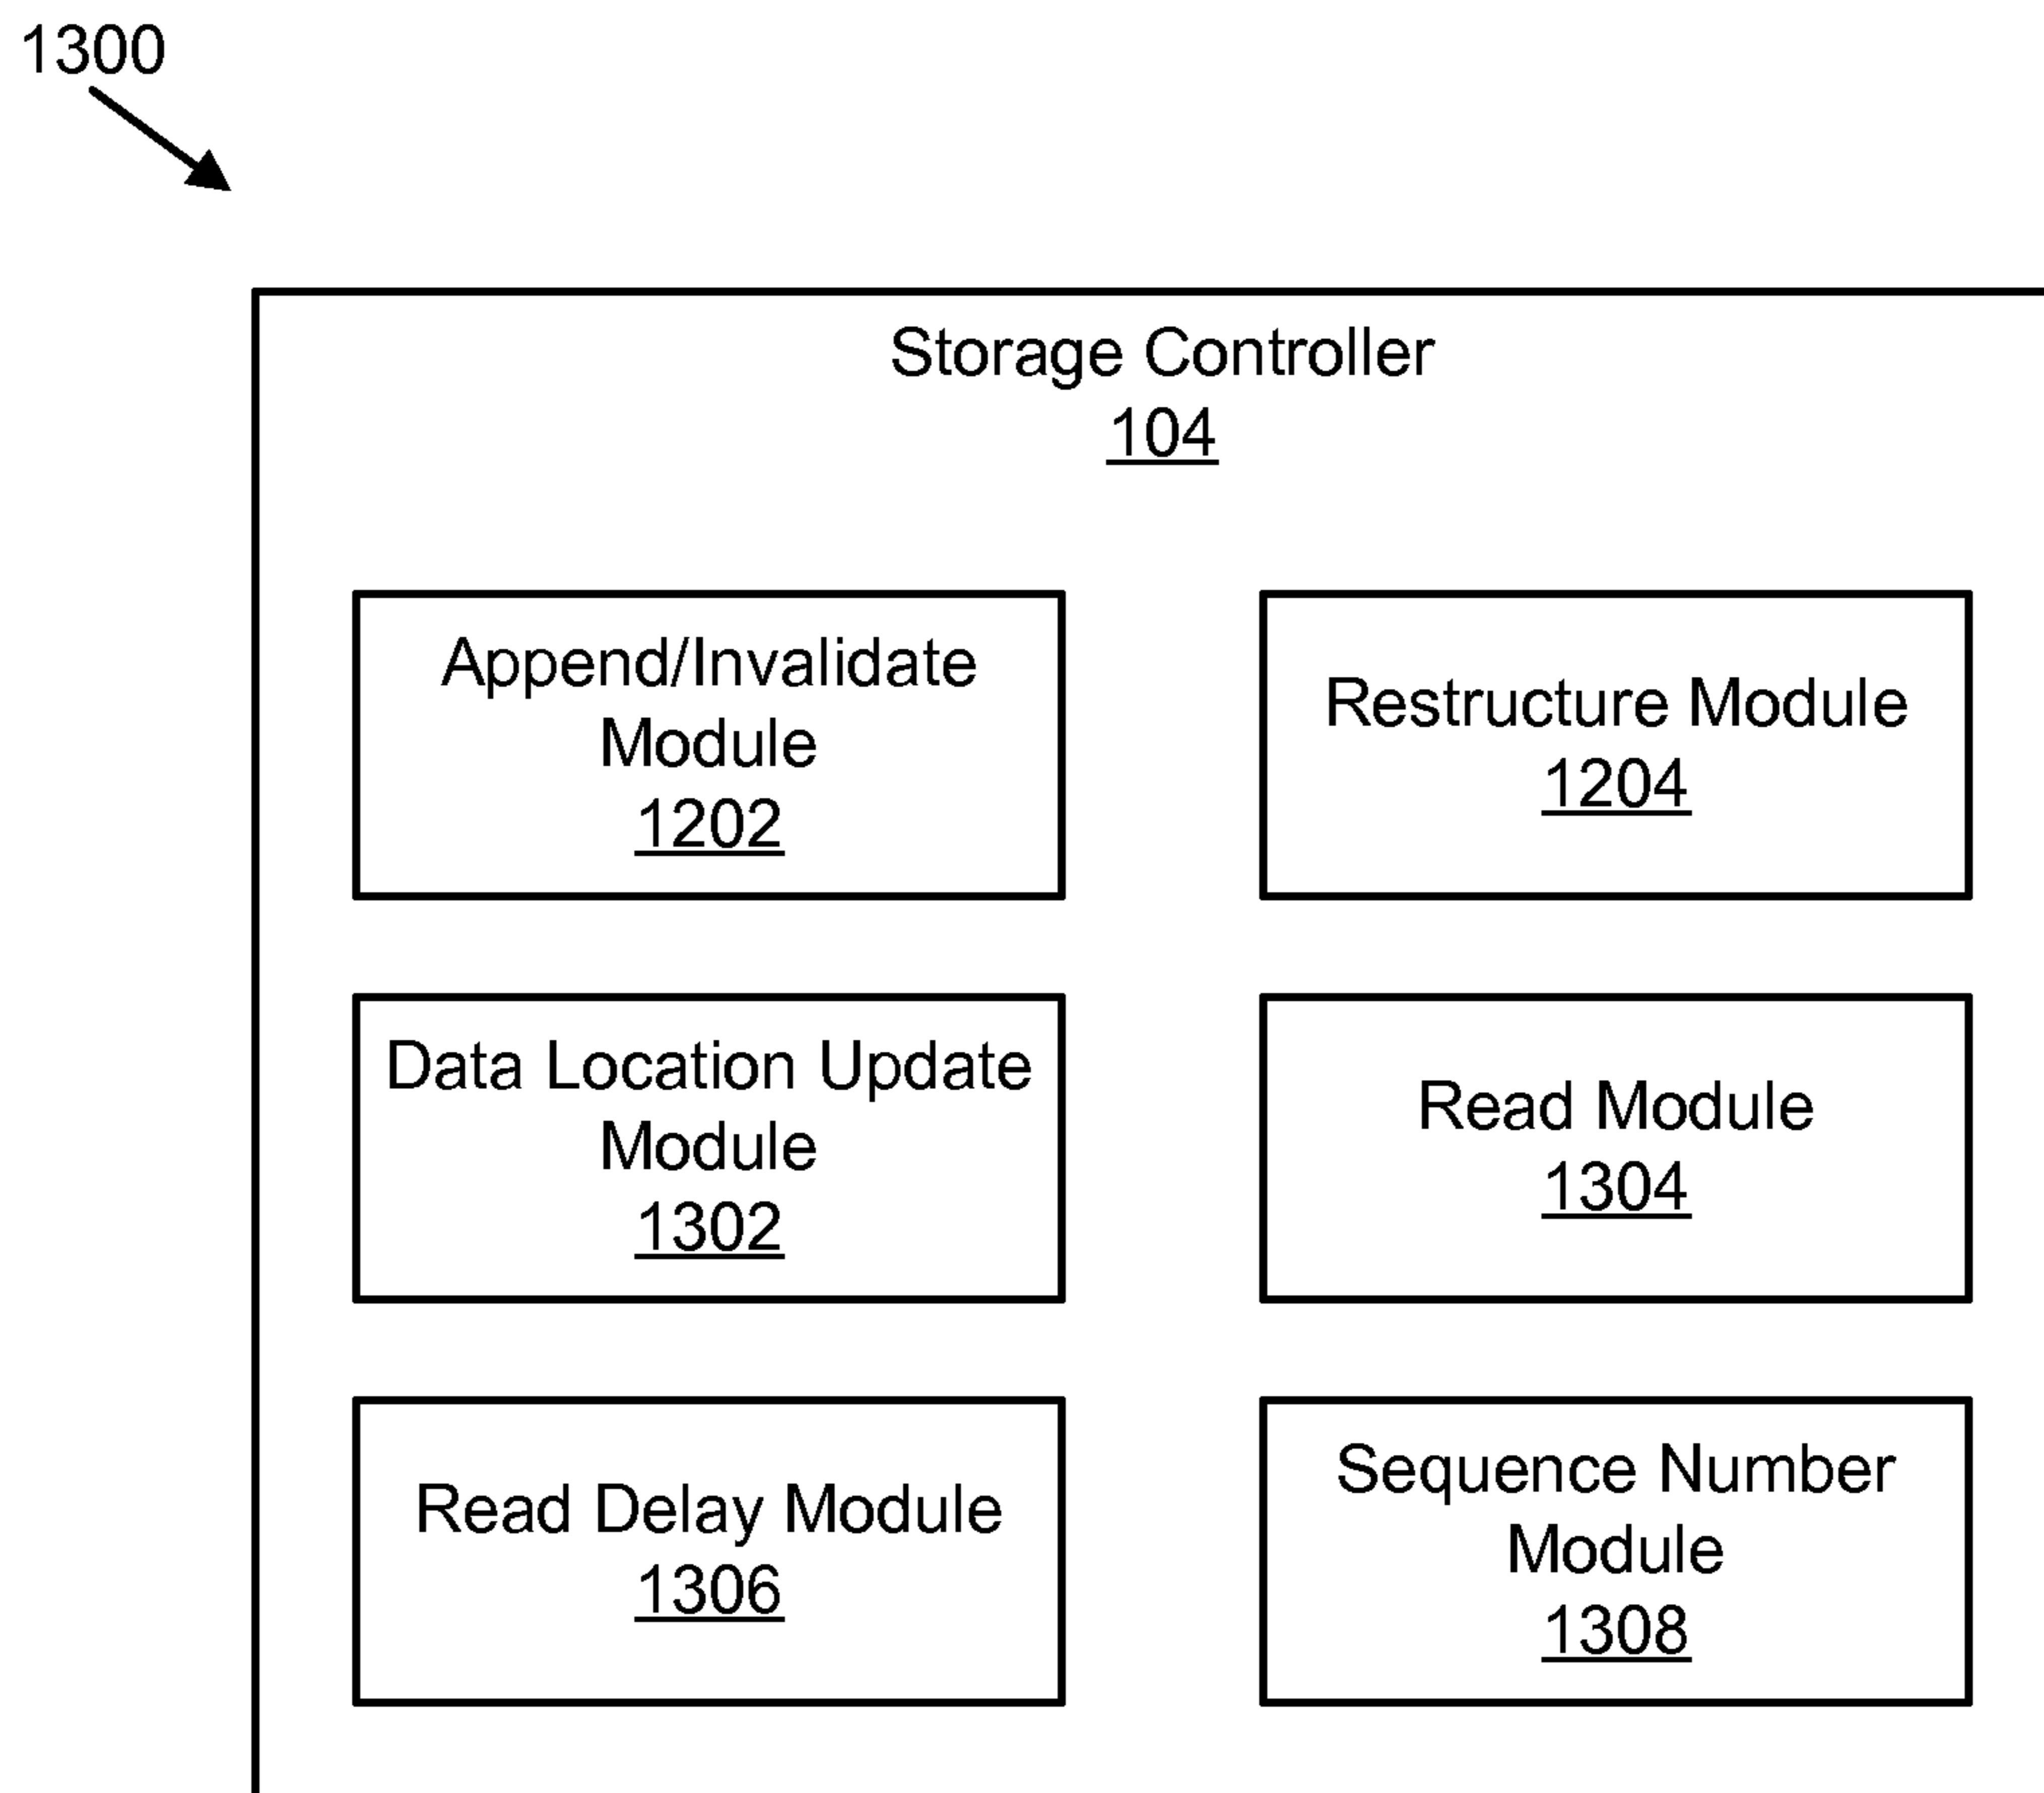 1300
Storage Controller
104
Append/Invalidate
Module
1202
Restructure Module
1204
Data Location Update
Module
1302
Read Module
1304
Read Delay Module
1306
Sequence Number
Module
1308